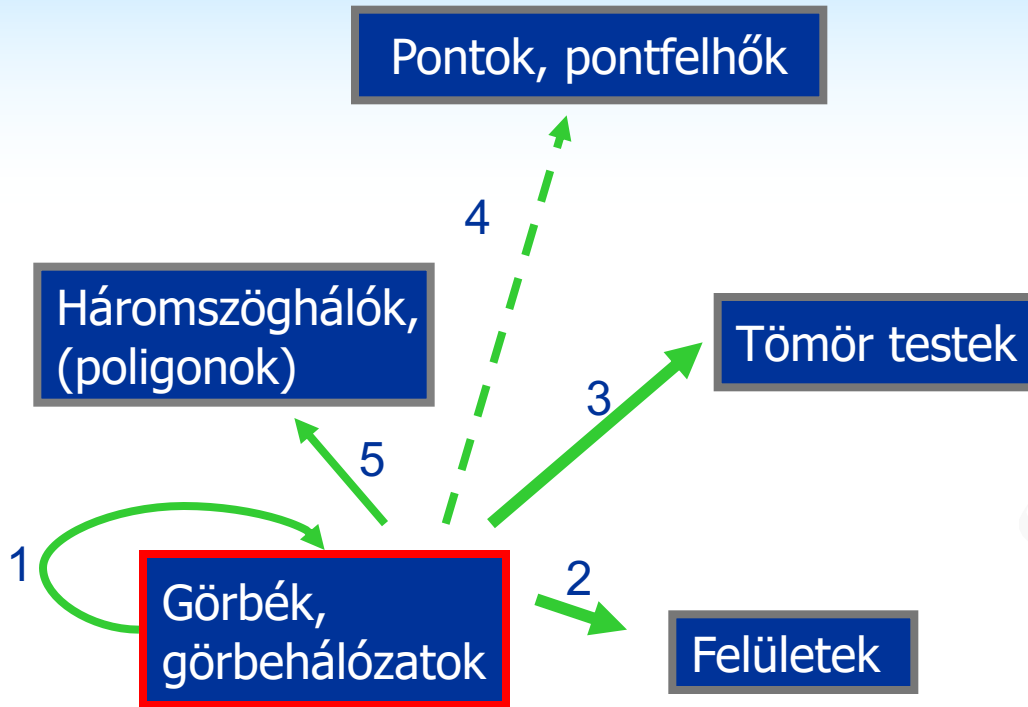 Pontok, pontfelhők
4
Háromszöghálók,
(poligonok)
Tömör testek
3
5
1
Görbék,
görbehálózatok
2
Felületek